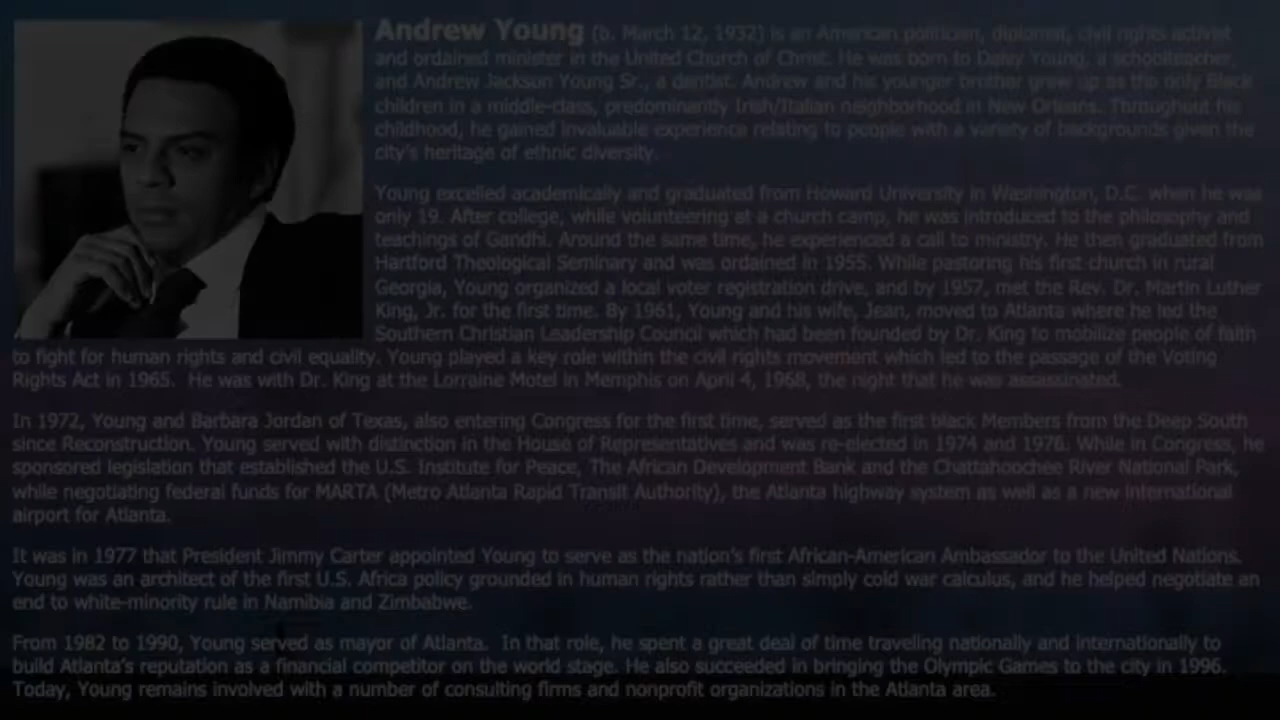 Andrew Young (b. March 12, 1932) is an American politician, diplomat, civil rights activist
and ordained minister in the United Church of Christ. He was born to Daisy Young, a schoolteacher,
and Andrew Jackson Young Sr., a dentist. Andrew and his younger brother grew up as the only Black
children in a middle-class, predominantly Irish/Italian neighborhood in New Orleans. Throughout his
childhood, he gained invaluable experience relating to people with a variety of backgrounds given the
city's heritage of ethnic diversity.
Young excelled academically and graduated from Howard University in Washington, D.C. when he was
only 19. After college, while volunteering at a church camp, he was introduced to the philosophy and
teachings of Gandhi. Around the same time, he experienced a call to ministry. He then graduated from
Hartford Theological Seminary and was ordained in 1955. While pastoring his first church in rural
Georgia, Young organized a local voter registration drive, and by 1957, met the Rev. Dr. Martin Luther
King, Jr. for the first time. By 1961, Young and his wife, Jean, moved to Atlanta where he led the
Southern Christian Leadership Council which had been founded by Dr. King to mobilize people of faith
to fight for human rights and civil equality. Young played a key role within the civil rights movement which led to the passage of the Voting
Rights Act in 1965. He was with Dr. King at the Lorraine Motel in Memphis on April 4, 1968, the night that he was assassinated.
In 1972, Young and Barbara Jordan of Texas, also entering Congress for the first time, served as the first black Members from the Deep South
since Reconstruction. Young served with distinction in the House of Representatives and was re-elected in 1974 and 1976. While in Congress, he
sponsored legislation that established the U.S. Institute for Peace, The African Development Bank and the Chattahoochee River National Park,
while negotiating federal funds for MARTA (Metro Atlanta Rapid Transit Authority), the Atlanta highway system as well as a new international
airport for Atlanta.
It was in 1977 that President Jimmy Carter appointed Young to serve as the nation's first African-American Ambassador to the United Nations.
Young was an architect of the first U.S. Africa policy grounded in human rights rather than simply cold war calculus, and he helped negotiate an
end to white-minority rule in Namibia and Zimbabwe.
From 1982 to 1990, Young served as mayor of Atlanta. In that role, he spent a great deal of time traveling nationally and internationally to
build Atlanta's reputation as a financial competitor on the world stage. He also succeeded in bringing the Olympic Games to the city in 1996.
Today, Young remains involved with a number of consulting firms and nonprofit organizations in the Atlanta area.